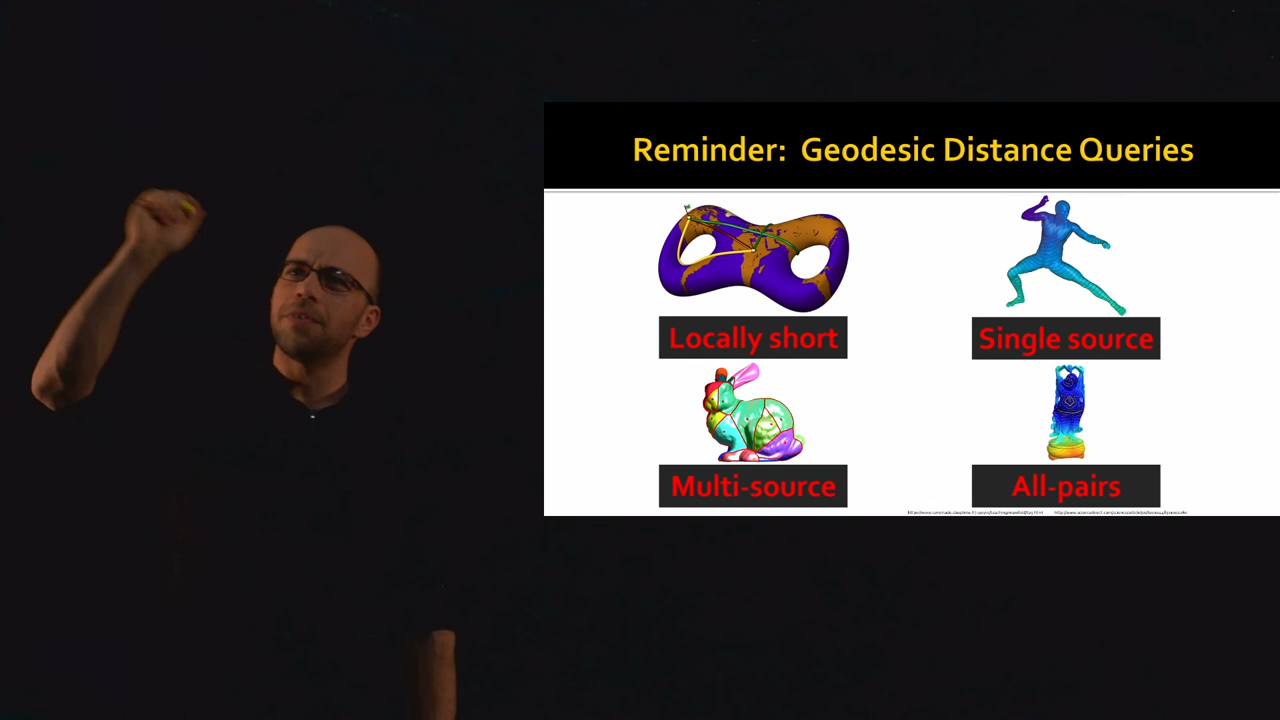 Reminder: Geodesic Distance Queries
Locally short
Single source
Multi-source
All-pairs